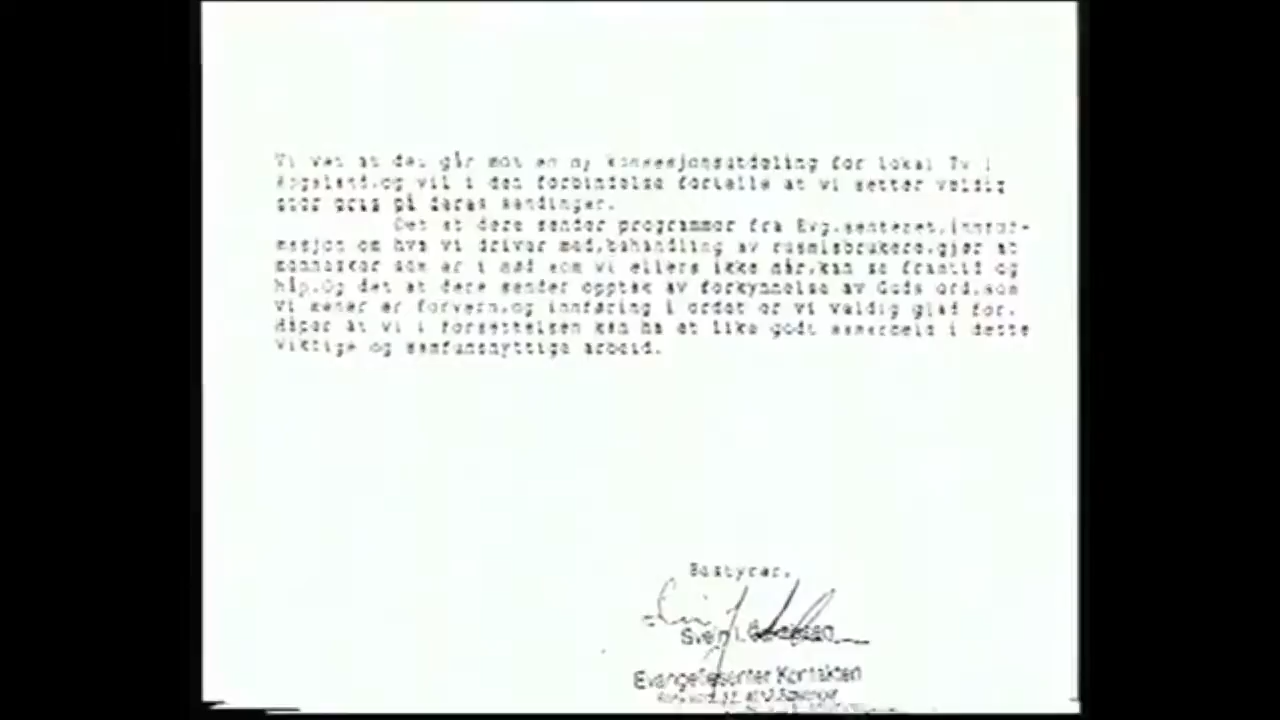 Vi vet at det går mot en ny konsesjonsutdeling for lokal Tv i
Rogaland,og vil i den forbindelse fortelle at vi setter veldig
stor pris på deres sendinger.
Det at dere sender programmer fra Evg.senteret,innfor-
masjon om hva vi driver med,behandling av rusmisbrukere,gjør at
mennesker som er i nød som vi ellers ikke når,kan se framtid og
håp.Og det at dere sender opptak av forkynnelse av Guds ord,som
Vi mener er forvern,og innføring i ordet er vi veldig glad for.
Håper at vi i forsettelsen kan ha et like godt samarbeid i dette
Viktige og samfunsnyttige arbeid.
Bestyrer.
Svein
Evangeliesenter Kontakten